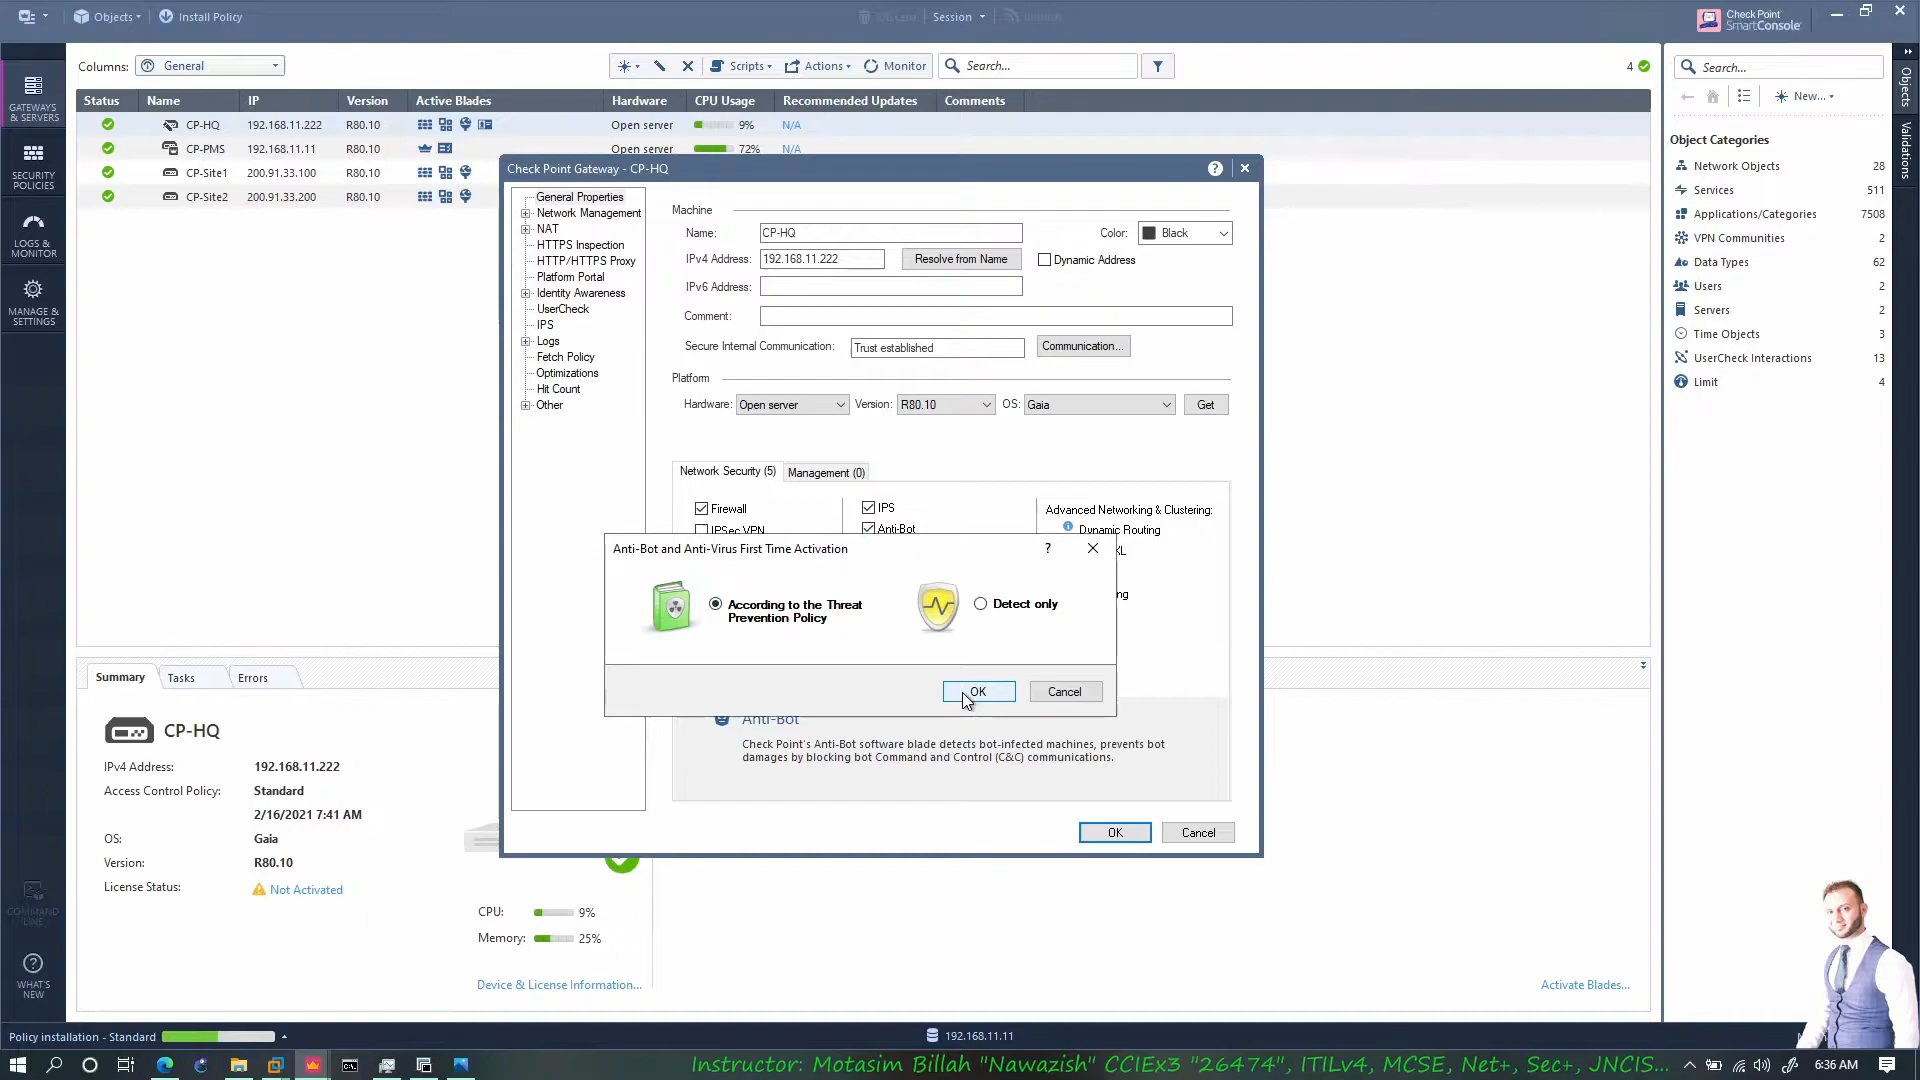 Objects
Install Policy
Discard
Session
Publish
Check Point
SmartConsole
Columns:
General
Scripts
Actions
Monitor
Search...
4
Status
Name
IP
Version
Active Blades
Hardware
CPU Usage
Recommended Updates
Comments
CP-HQ
192.168.11.222
R80.10
Open server
9%
N/A
CP-PMS
192.168.11.11
R80.10
Open server
72%
N/A
CP-Site1
200.91.33.100
R80.10
CP-Site2
200.91.33.200
R80.10
GATEWAYS
& SERVERS
SECURITY
POLICIES
LOGS &
MONITOR
MANAGE &
SETTINGS
COMMAND
LINE
WHAT'S
NEW
Check Point Gateway - CP-HQ
General Properties
Network Management
NAT
HTTPS Inspection
HTTP/HTTPS Proxy
Platform Portal
Identity Awareness
UserCheck
IPS
Logs
Fetch Policy
Optimizations
Hit Count
Other
Machine
Name:
CP-HQ
Color:
Black
IPv4 Address:
192.168.11.222
Resolve from Name
Dynamic Address
IPv6 Address:
Comment:
Secure Internal Communication:
Trust established
Communication...
Platform
Hardware:
Open server
Version:
R80.10
OS:
Gaia
Get
Network Security (5)
Management (0)
Firewall
IPSec VPN
IPS
Anti-Bot
Advanced Networking & Clustering:
Dynamic Routing
XL
ng
Anti-Bot and Anti-Virus First Time Activation
?
According to the Threat
Prevention Policy
Detect only
OK
Cancel
Anti-Bot
Check Point's Anti-Bot software blade detects bot-infected machines, prevents bot
damages by blocking bot Command and Control (C&C) communications.
OK
Cancel
Summary
Tasks
Errors
CP-HQ
IPv4 Address:
192.168.11.222
Access Control Policy:
Standard
2/16/2021 7:41 AM
OS:
Gaia
Version:
R80.10
License Status:
Not Activated
CPU:
9%
Memory:
25%
Device & License Information...
Activate Blades...
Search...
New...
Object Categories
Network Objects
28
Services
511
Applications/Categories
7508
VPN Communities
2
Data Types
62
Users
2
Servers
2
Time Objects
3
UserCheck Interactions
13
Limit
4
Objects
Validations
Policy installation - Standard
192.168.11.11
Instructor: Motasim Billah "Nawazish" CCIEx3 "26474", ITILv4, MCSE, Net+, Sec+, JNCIS...
6:36 AM